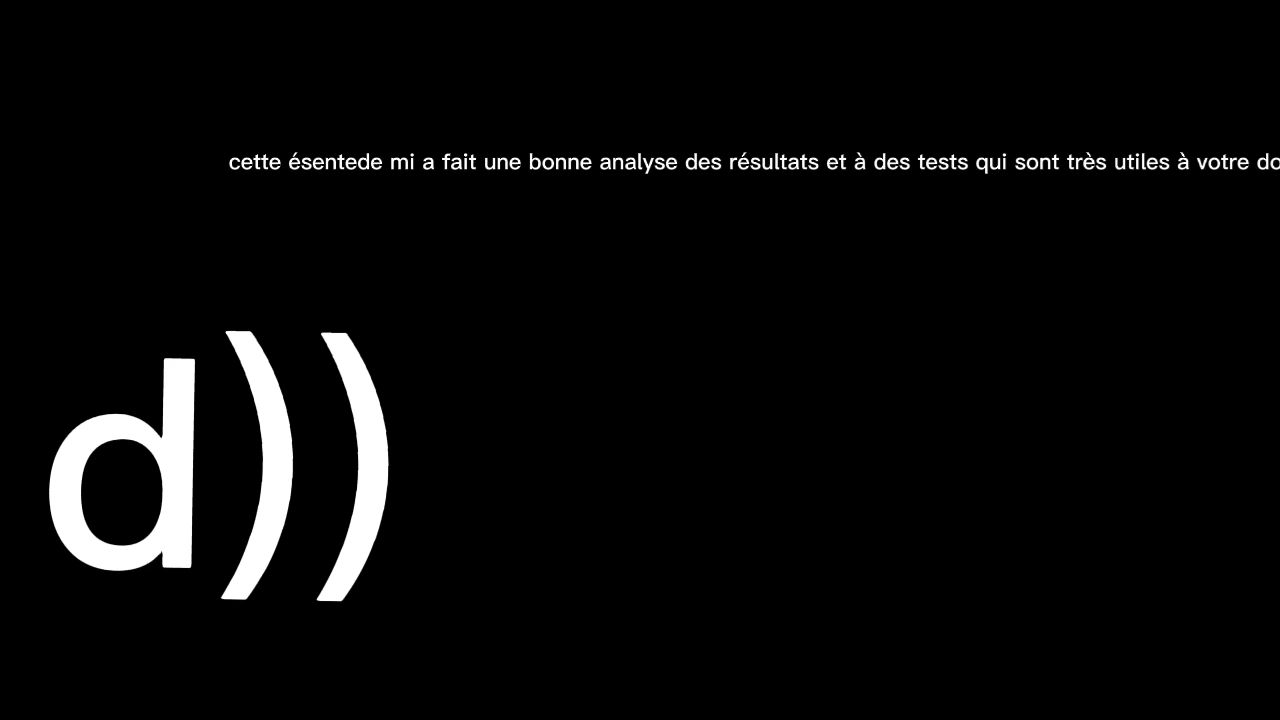 cette ésentede mi a fait une bonne analyse des résultats et à des tests qui sont très utiles à votre
d))